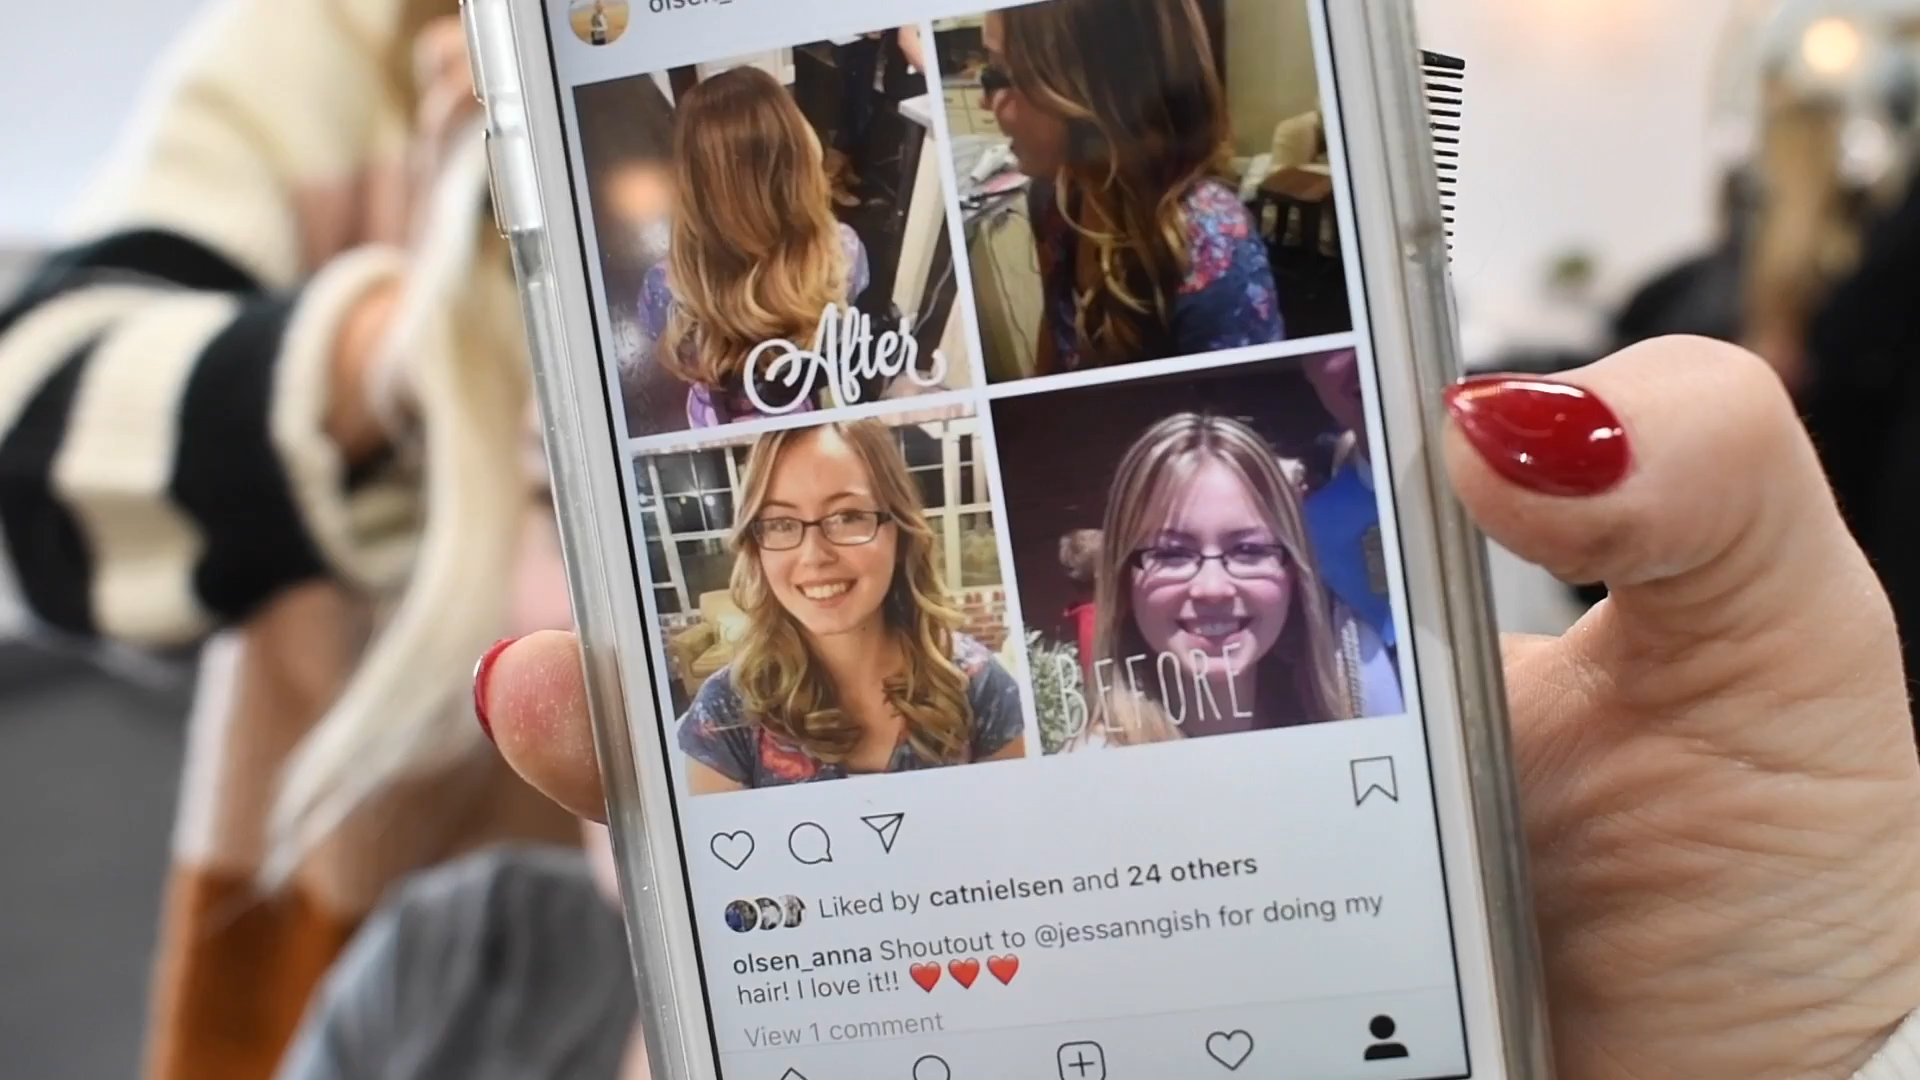 After
BEFORE
Liked by catnielsen and 24 others
olsen_anna Shoutout to @jessanngish for doing my
hair! I love it!! ❤️❤️❤️
View 1 comment